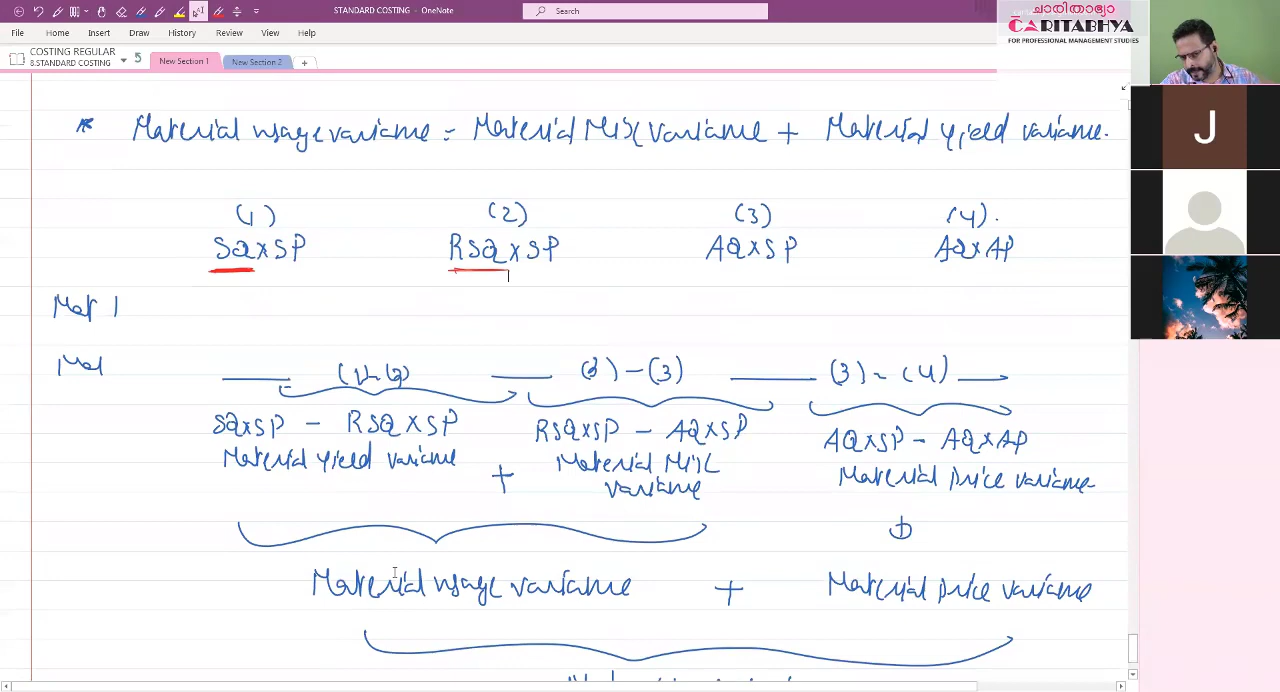 STANDARD COSTING - OneNote
Search
ചാരിതാഭ്യാ
CARITABHYA
FOR PROFESSIONAL MANAGEMENT STUDIES
File Home Insert Draw History Review View Help
COSTING REGULAR
8.STANDARD COSTING
New Section 1
New Section 2
Material usage variance = Material Mix variance + Material yield variance.
(1) (2) (3) (4).
SQxSP RSQxSP AQxSP AQxAP
Mat 1
Mat
(1)-(2) (2)-(3) (3)-(4)
SQxSP - RSQxSP RSQxSP - AQxSP AQxSP - AQxAP
Material yield variance + Material Mix variance Material price variance
Material usage variance + Material price variance
J